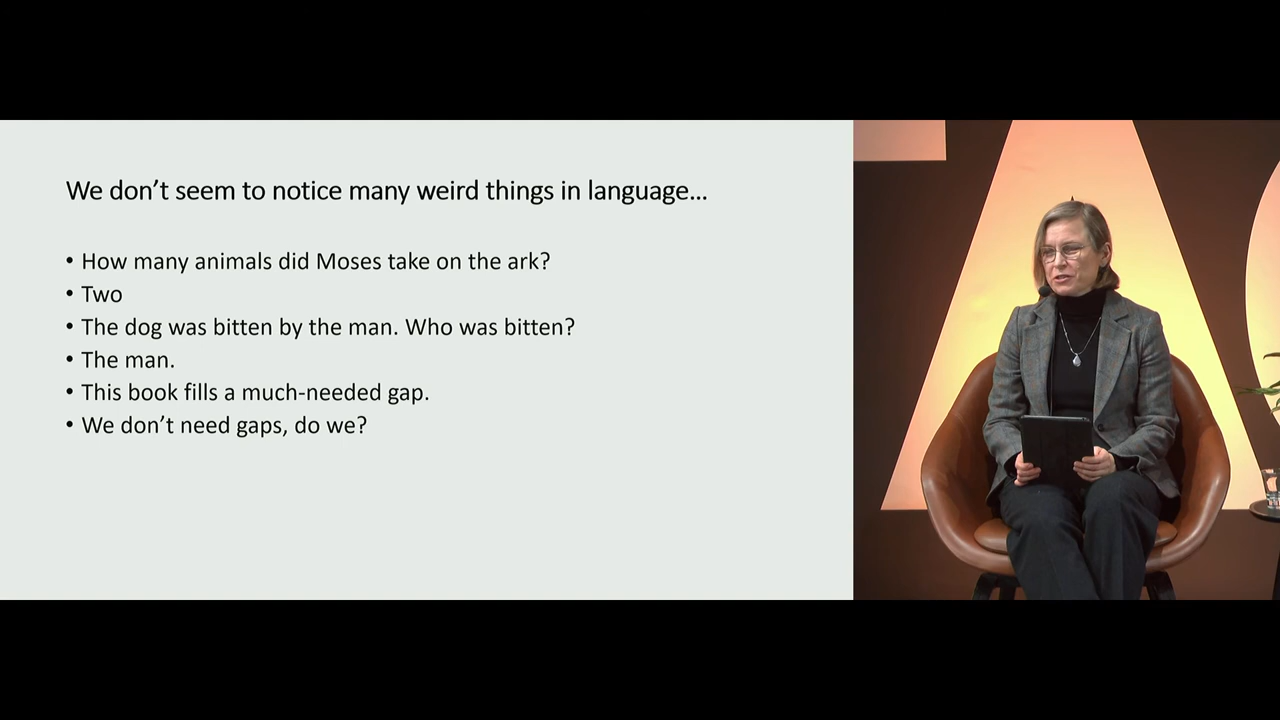 We don’t seem to notice many weird things in language…
• How many animals did Moses take on the ark?
• Two
• The dog was bitten by the man. Who was bitten?
• The man.
• This book fills a much-needed gap.
• We don’t need gaps, do we?